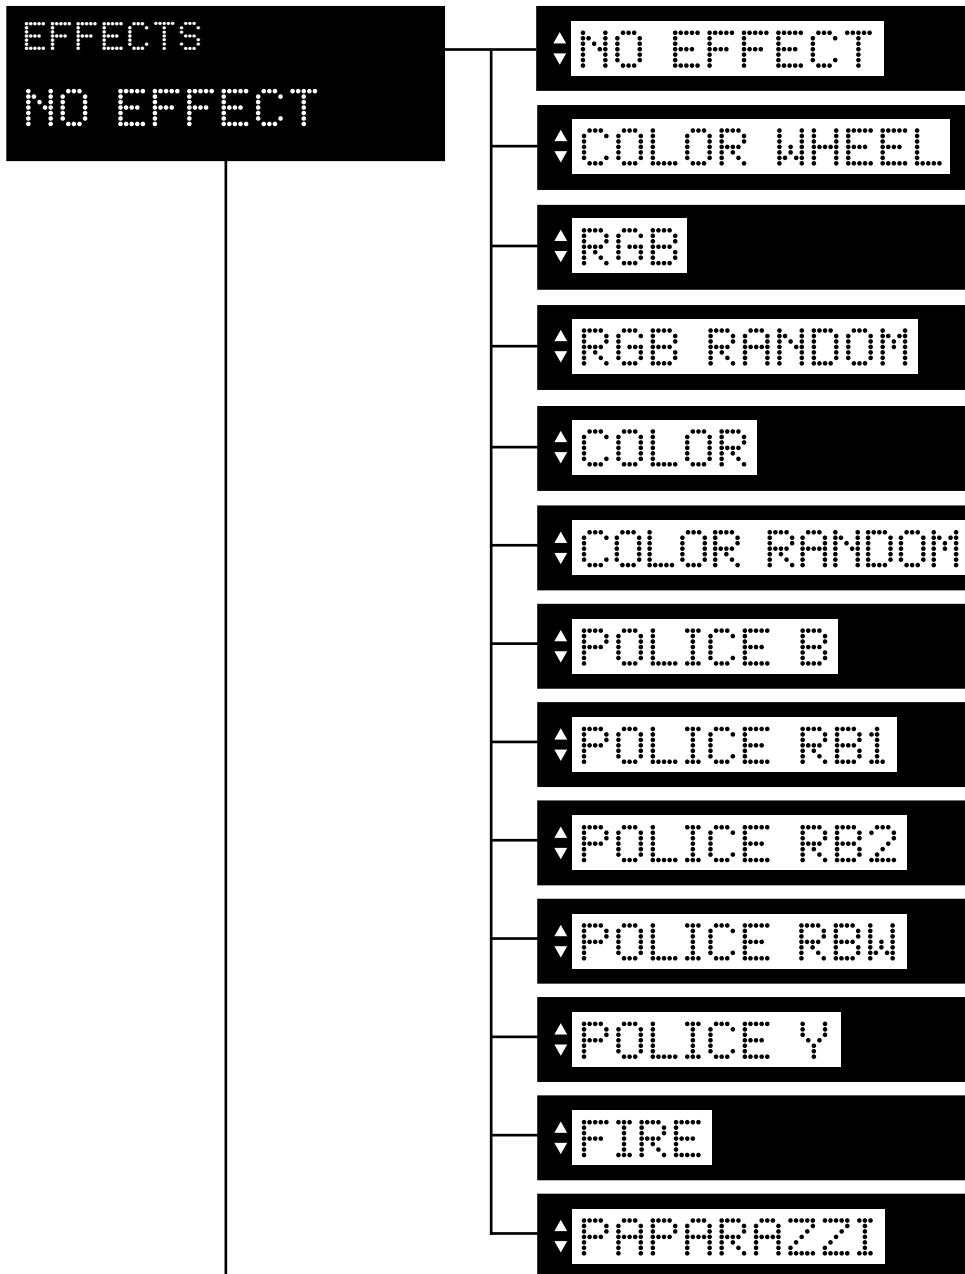 EFFECTS
NO EFFECT
NO EFFECT
COLOR WHEEL
RGB
RGB RANDOM
COLOR
COLOR RANDOM
POLICE B
POLICE RB1
POLICE RB2
POLICE RBW
POLICE Y
FIRE
PAPARAZZI